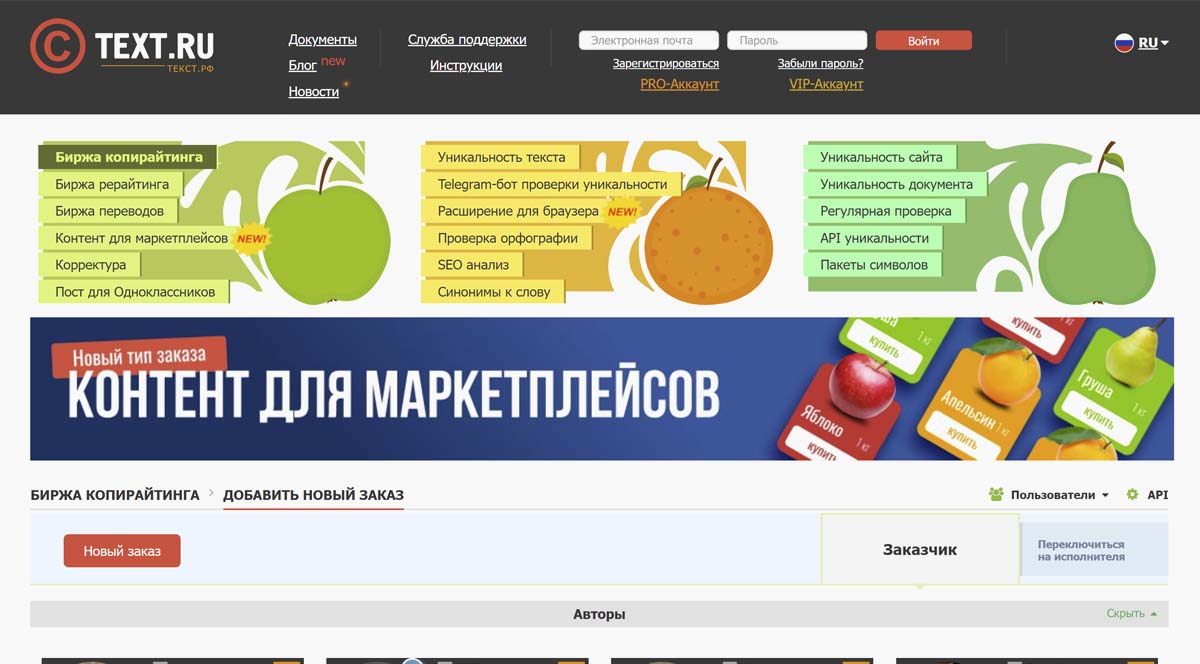 © TEXT.RU
ТЕКСТ.РФ
Документы
Блог new
Новости
Служба поддержки
Инструкции
Электронная почта
Пароль
Войти
Зарегистрироваться
Забыли пароль?
PRO-Аккаунт
VIP-Аккаунт
RU
Биржа копирайтинга
Биржа рерайтинга
Биржа переводов
Контент для маркетплейсов NEW!
Корректура
Пост для Одноклассников
Уникальность текста
Telegram-бот проверки уникальности
Расширение для браузера NEW!
Проверка орфографии
SEO анализ
Синонимы к слову
Уникальность сайта
Уникальность документа
Регулярная проверка
API уникальности
Пакеты символов
Новый тип заказа
КОНТЕНТ ДЛЯ МАРКЕТПЛЕЙСОВ
1 кг
купить
купить
Яблоко 1 кг
купить
Апельсин 1 кг
купить
Груша 1 кг
купить
БИРЖА КОПИРАЙТИНГА > ДОБАВИТЬ НОВЫЙ ЗАКАЗ
Пользователи
API
Новый заказ
Заказчик
Переключиться
на исполнителя
Авторы
Скрыть